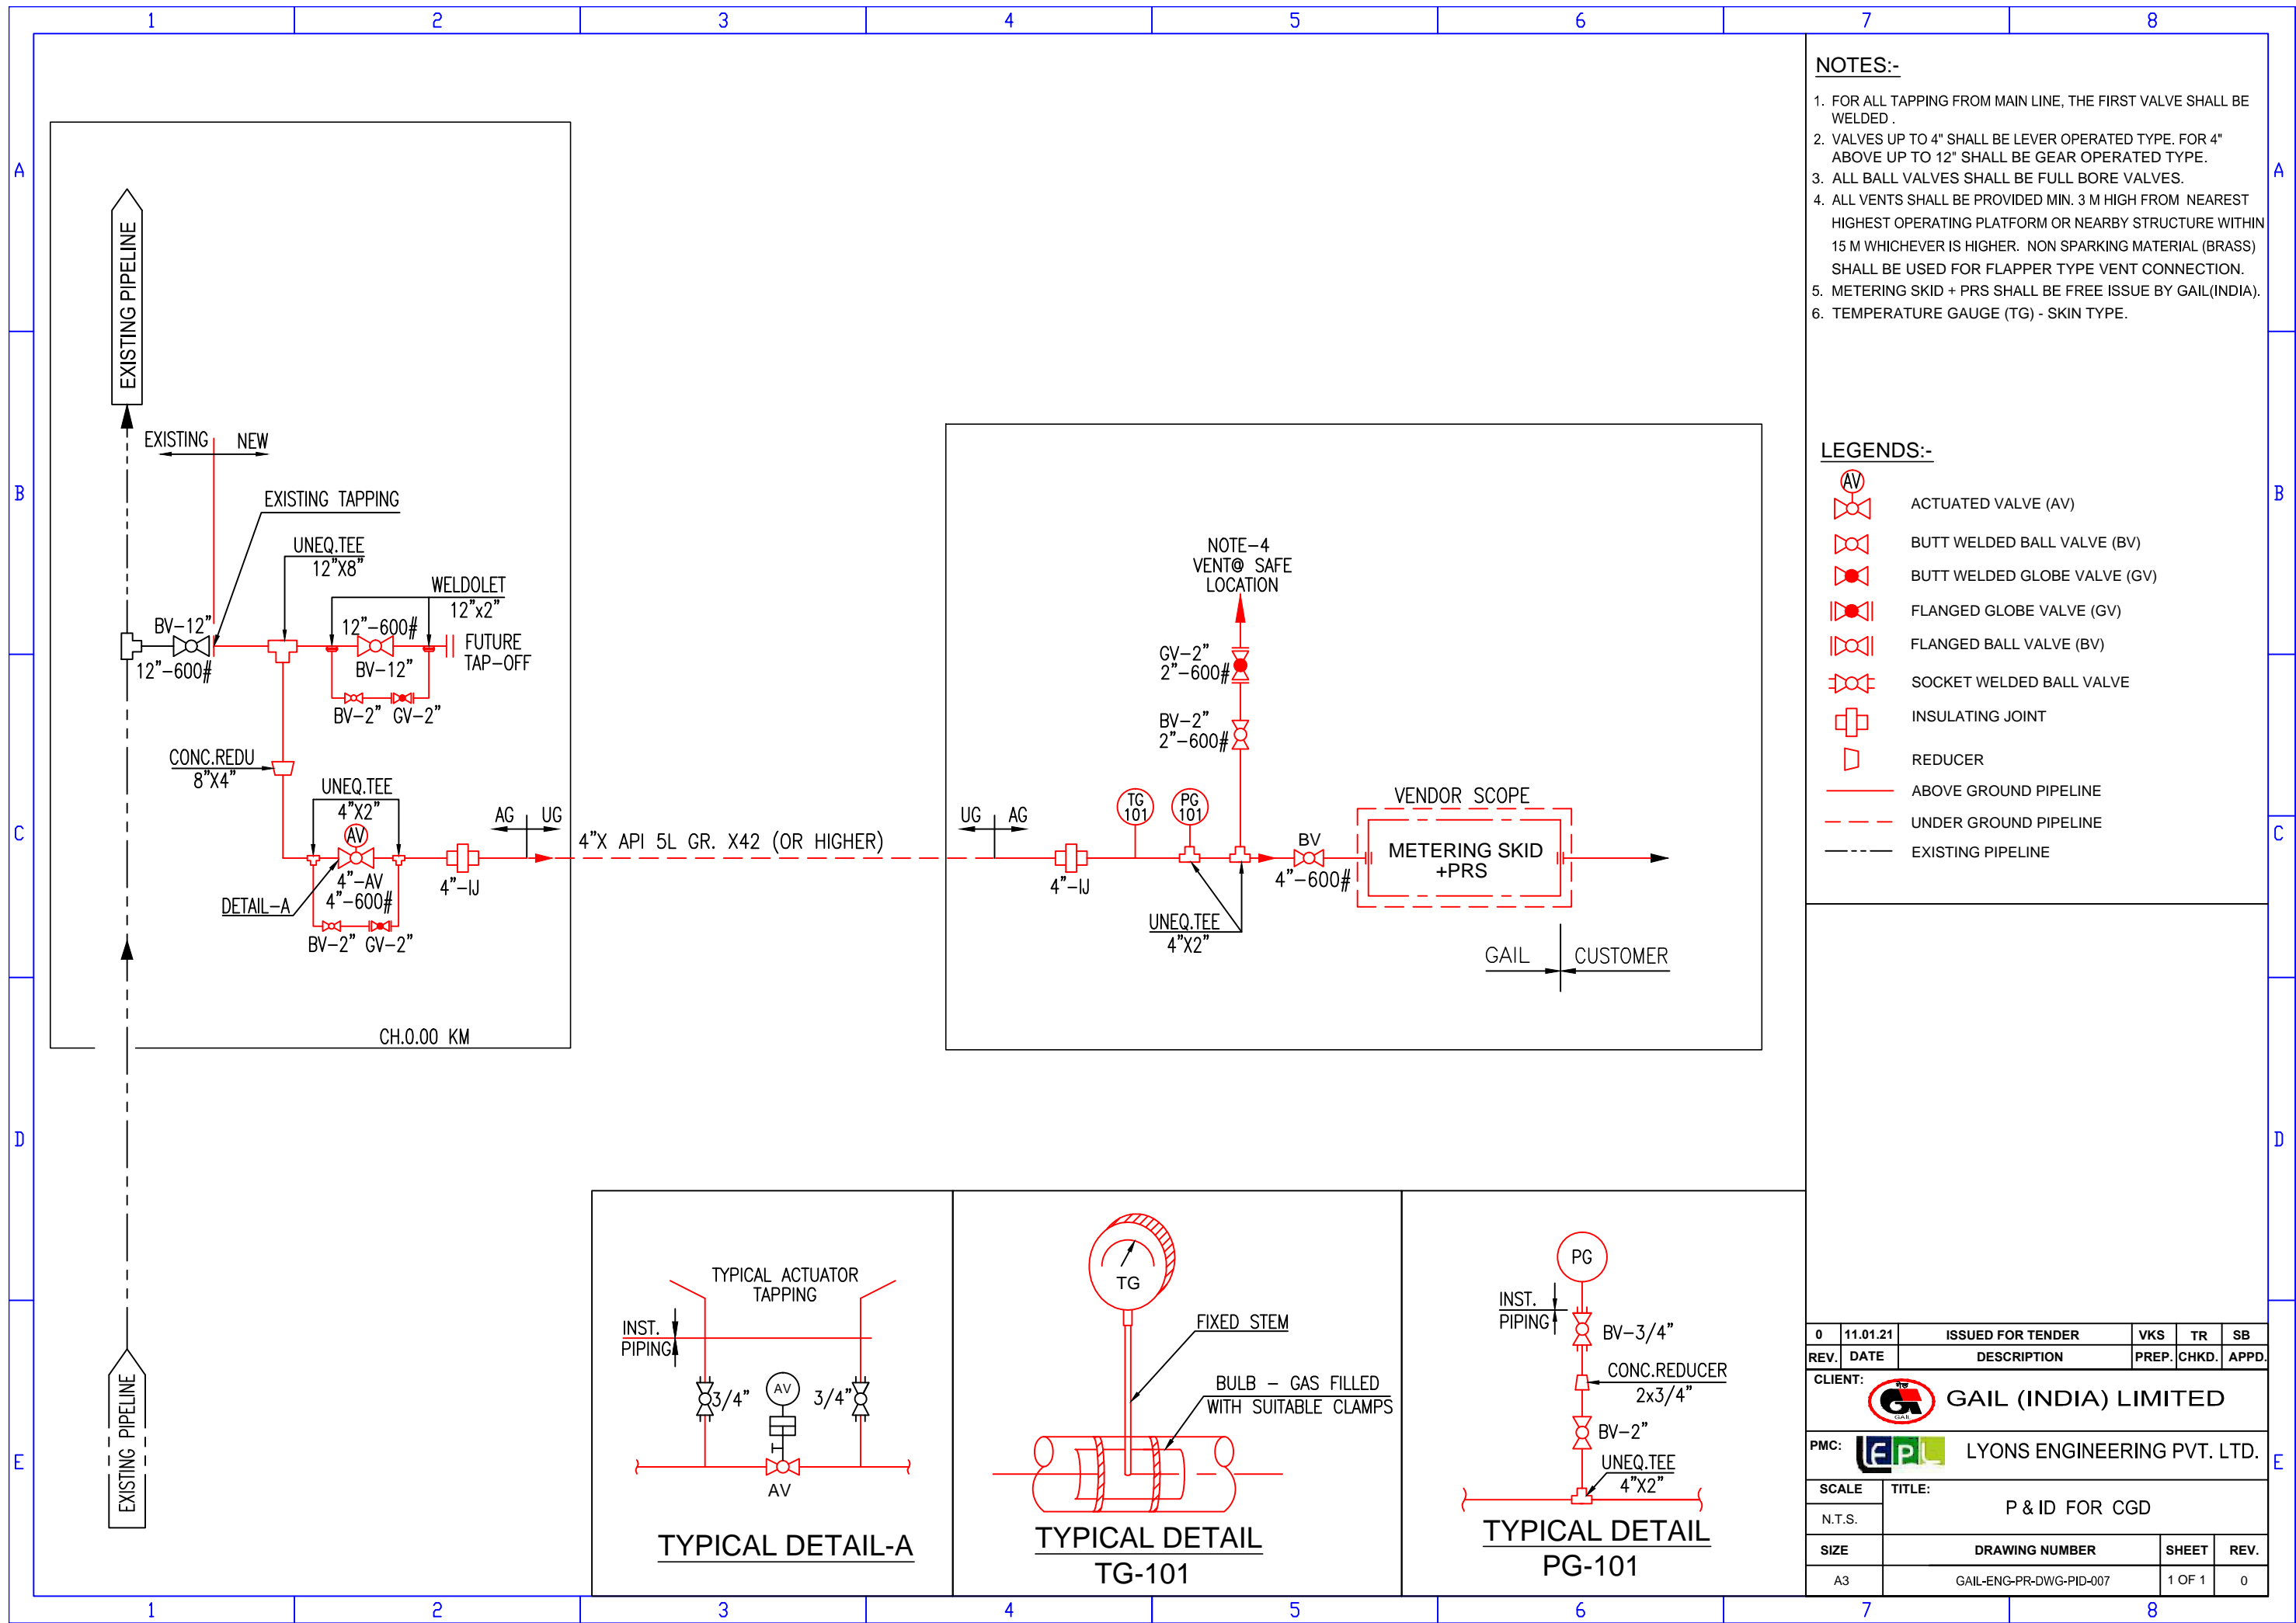 1 2 3 4 5 6 7 8
A
B
C
D
E
A
B
C
D
E
1 2 3 4 5 6 7 8
EXISTING PIPELINE
EXISTING NEW
EXISTING TAPPING
UNEQ.TEE
12"X8"
WELDOLET
12"x2"
BV-12"
12"-600#
12"-600#
BV-12"
FUTURE
TAP-OFF
BV-2" GV-2"
CONC.REDU
8"X4"
UNEQ.TEE
4"X2"
AV
4"-AV
4"-600#
DETAIL-A
BV-2" GV-2"
4"-IJ
AG UG
CH.0.00 KM
EXISTING PIPELINE
4"X API 5L GR. X42 (OR HIGHER)
UG AG
4"-IJ
TG
101
PG
101
NOTE-4
VENT@ SAFE
LOCATION
GV-2"
2"-600#
BV-2"
2"-600#
UNEQ.TEE
4"X2"
BV
4"-600#
VENDOR SCOPE
METERING SKID
+PRS
GAIL CUSTOMER
TYPICAL ACTUATOR
TAPPING
INST.
PIPING
3/4"
AV
3/4"
AV
TYPICAL DETAIL-A
TG
FIXED STEM
BULB - GAS FILLED
WITH SUITABLE CLAMPS
TYPICAL DETAIL
TG-101
PG
INST.
PIPING
BV-3/4"
CONC.REDUCER
2x3/4"
BV-2"
UNEQ.TEE
4"X2"
TYPICAL DETAIL
PG-101
NOTES:-
1. FOR ALL TAPPING FROM MAIN LINE, THE FIRST VALVE SHALL BE
WELDED .
2. VALVES UP TO 4" SHALL BE LEVER OPERATED TYPE. FOR 4"
ABOVE UP TO 12" SHALL BE GEAR OPERATED TYPE.
3. ALL BALL VALVES SHALL BE FULL BORE VALVES.
4. ALL VENTS SHALL BE PROVIDED MIN. 3 M HIGH FROM NEAREST
HIGHEST OPERATING PLATFORM OR NEARBY STRUCTURE WITHIN
15 M WHICHEVER IS HIGHER. NON SPARKING MATERIAL (BRASS)
SHALL BE USED FOR FLAPPER TYPE VENT CONNECTION.
5. METERING SKID + PRS SHALL BE FREE ISSUE BY GAIL(INDIA).
6. TEMPERATURE GAUGE (TG) - SKIN TYPE.
LEGENDS:-
AV
ACTUATED VALVE (AV)
BUTT WELDED BALL VALVE (BV)
BUTT WELDED GLOBE VALVE (GV)
FLANGED GLOBE VALVE (GV)
FLANGED BALL VALVE (BV)
SOCKET WELDED BALL VALVE
INSULATING JOINT
REDUCER
ABOVE GROUND PIPELINE
UNDER GROUND PIPELINE
EXISTING PIPELINE
0 11.01.21 ISSUED FOR TENDER VKS TR SB
REV. DATE DESCRIPTION PREP. CHKD. APPD.
CLIENT:
गेल
GAIL
GAIL (INDIA) LIMITED
PMC:
LEPL
LYONS ENGINEERING PVT. LTD.
SCALE TITLE:
N.T.S. P & ID FOR CGD
SIZE DRAWING NUMBER SHEET REV.
A3 GAIL-ENG-PR-DWG-PID-007 1 OF 1 0